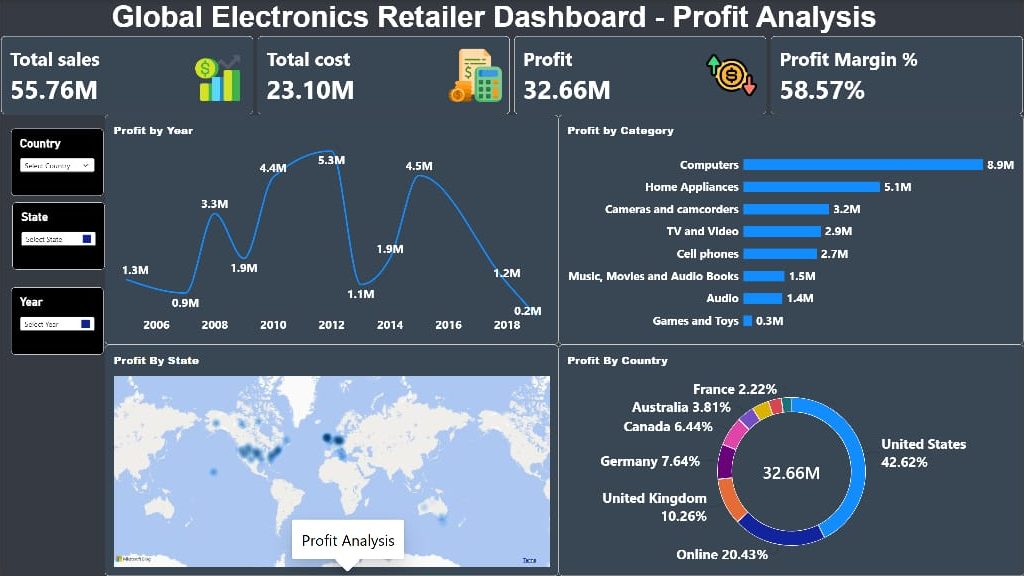 Global Electronics Retailer Dashboard - Profit Analysis
Total sales
55.76M
Total cost
23.10M
Profit
32.66M
Profit Margin %
58.57%
Country
Select Country
State
Select State
Year
Select Year
Profit by Year
1.3M
0.9M
3.3M
1.9M
4.4M
5.3M
1.1M
1.9M
4.5M
1.2M
0.2M
2006 2008 2010 2012 2014 2016 2018
Profit by Category
Computers 8.9M
Home Appliances 5.1M
Cameras and camcorders 3.2M
TV and Video 2.9M
Cell phones 2.7M
Music, Movies and Audio Books 1.5M
Audio 1.4M
Games and Toys 0.3M
Profit By State
Microsoft Bing
Terms
Profit Analysis
Profit By Country
France 2.22%
Australia 3.81%
Canada 6.44%
Germany 7.64%
United Kingdom
10.26%
Online 20.43%
United States
42.62%
32.66M